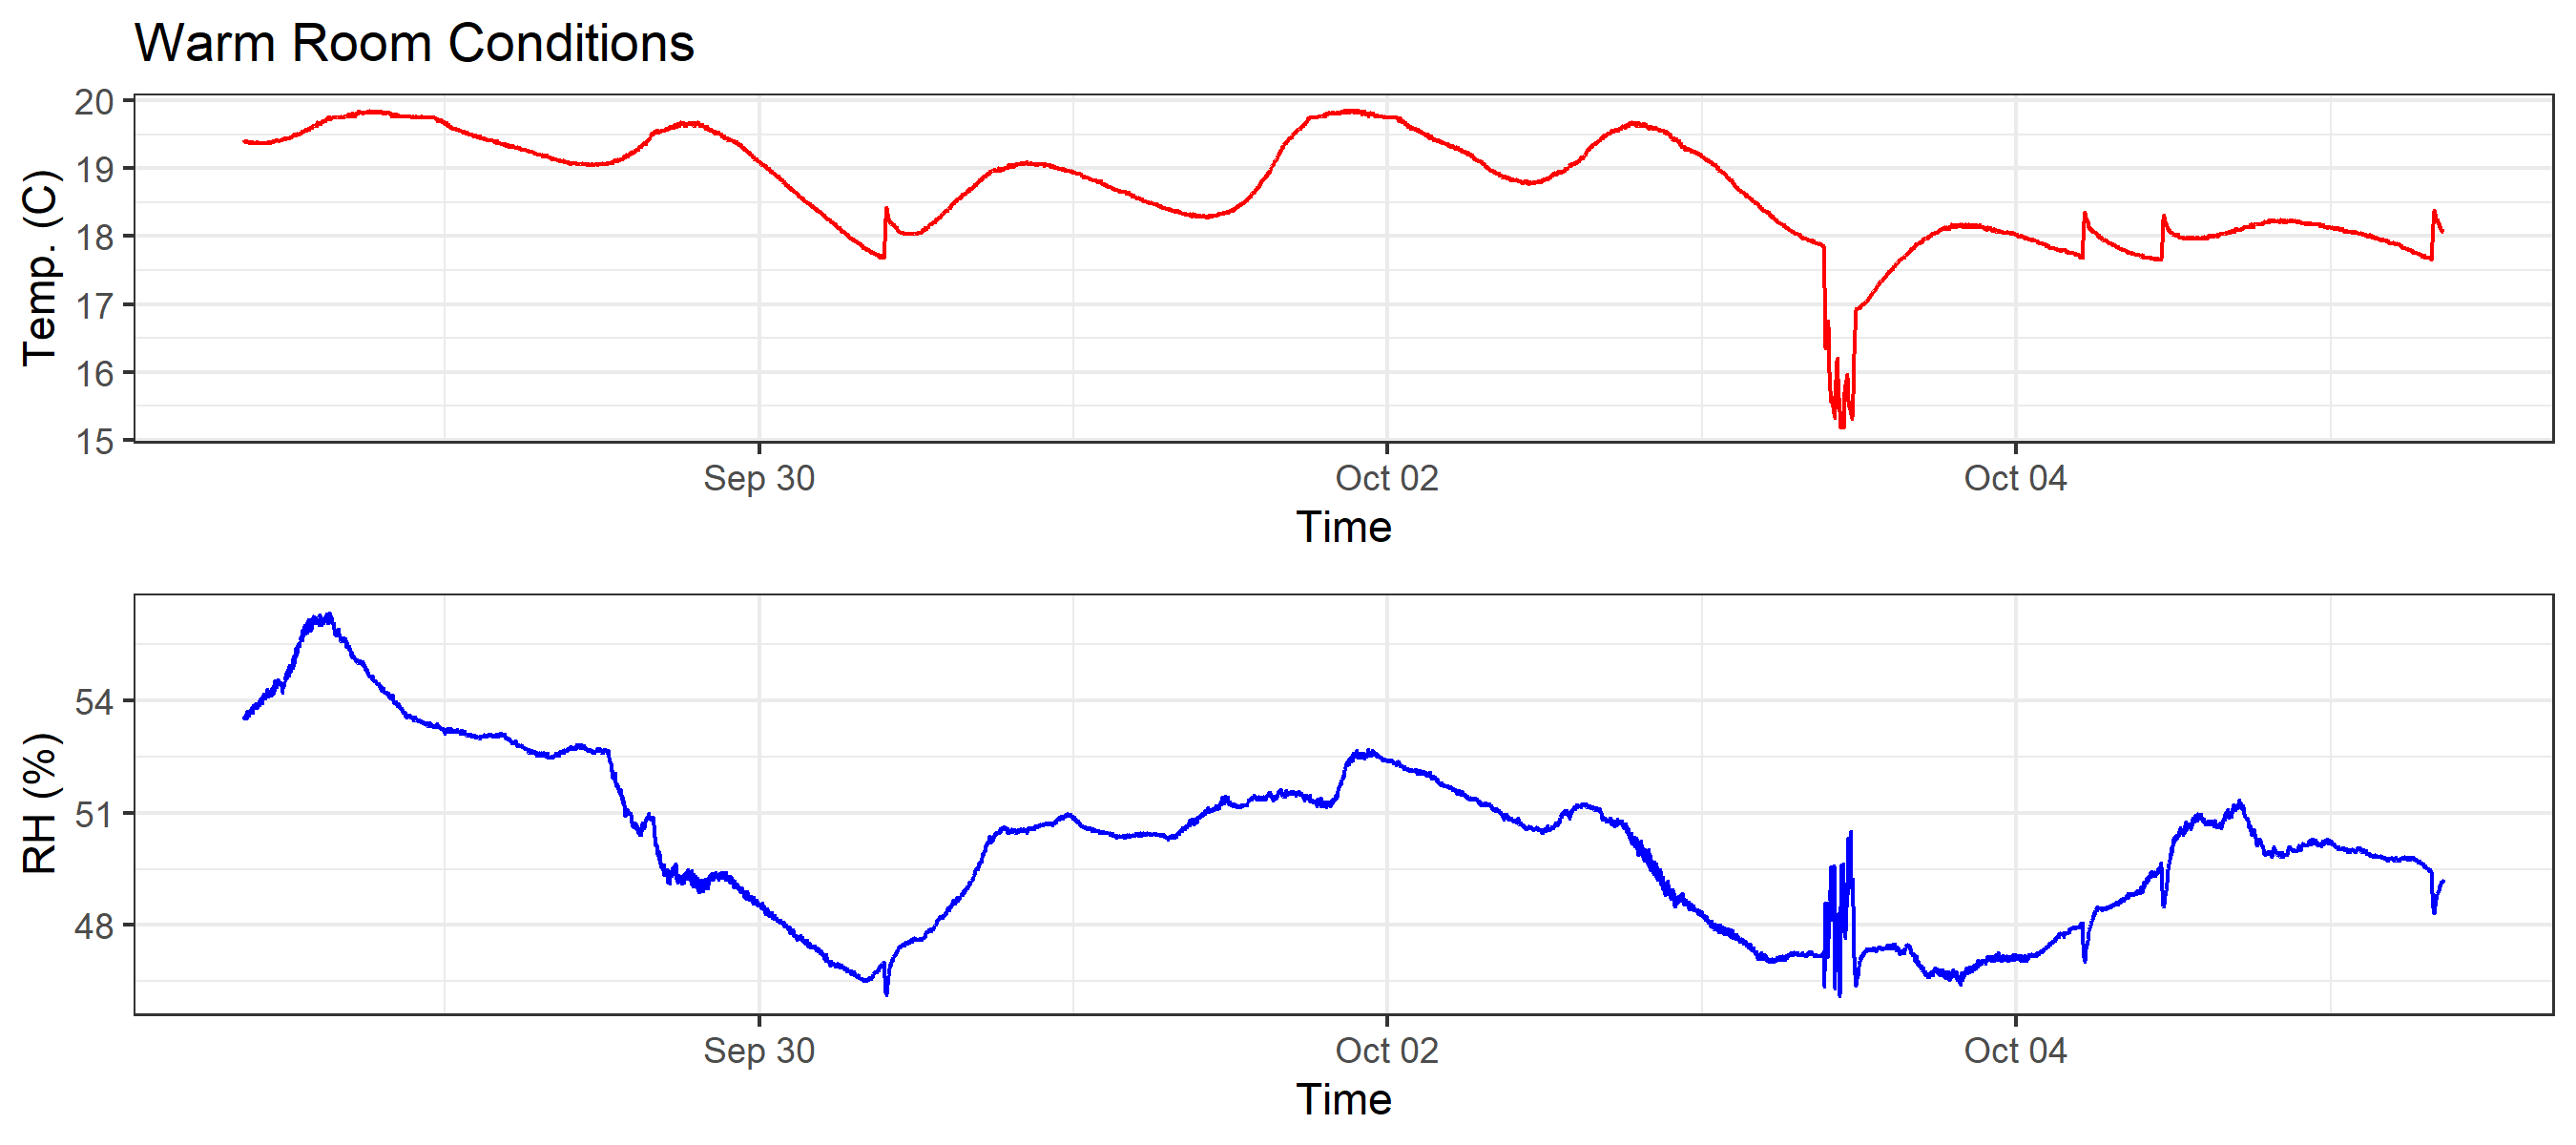 Warm Room Conditions
Temp. (C)
20
19
18
17
16
15
Sep 30 Oct 02 Oct 04
Time
RH (%)
54
51
48
Sep 30 Oct 02 Oct 04
Time